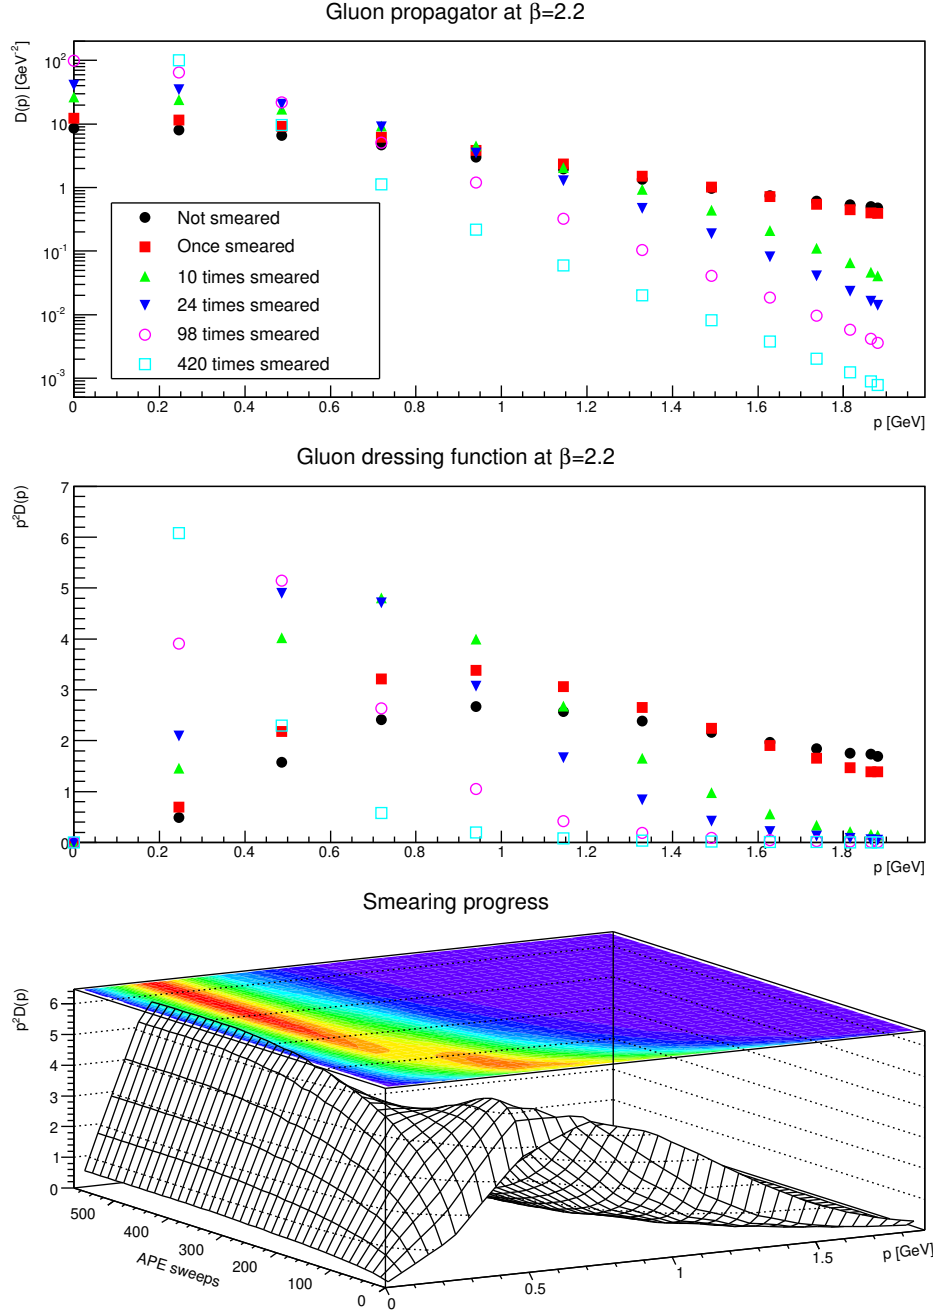 Gluon propagator at β=2.2
D(p) [GeV⁻²]
10²
10
1
10⁻¹
10⁻²
10⁻³
Not smeared
Once smeared
10 times smeared
24 times smeared
98 times smeared
420 times smeared
0 0.2 0.4 0.6 0.8 1 1.2 1.4 1.6 1.8
p [GeV]
Gluon dressing function at β=2.2
p²D(p)
7
6
5
4
3
2
1
0
0 0.2 0.4 0.6 0.8 1 1.2 1.4 1.6 1.8
p [GeV]
Smearing progress
p²D(p)
6
5
4
3
2
1
0
500
400
300
200
100
0
APE sweeps
0 0.5 1 1.5
p [GeV]